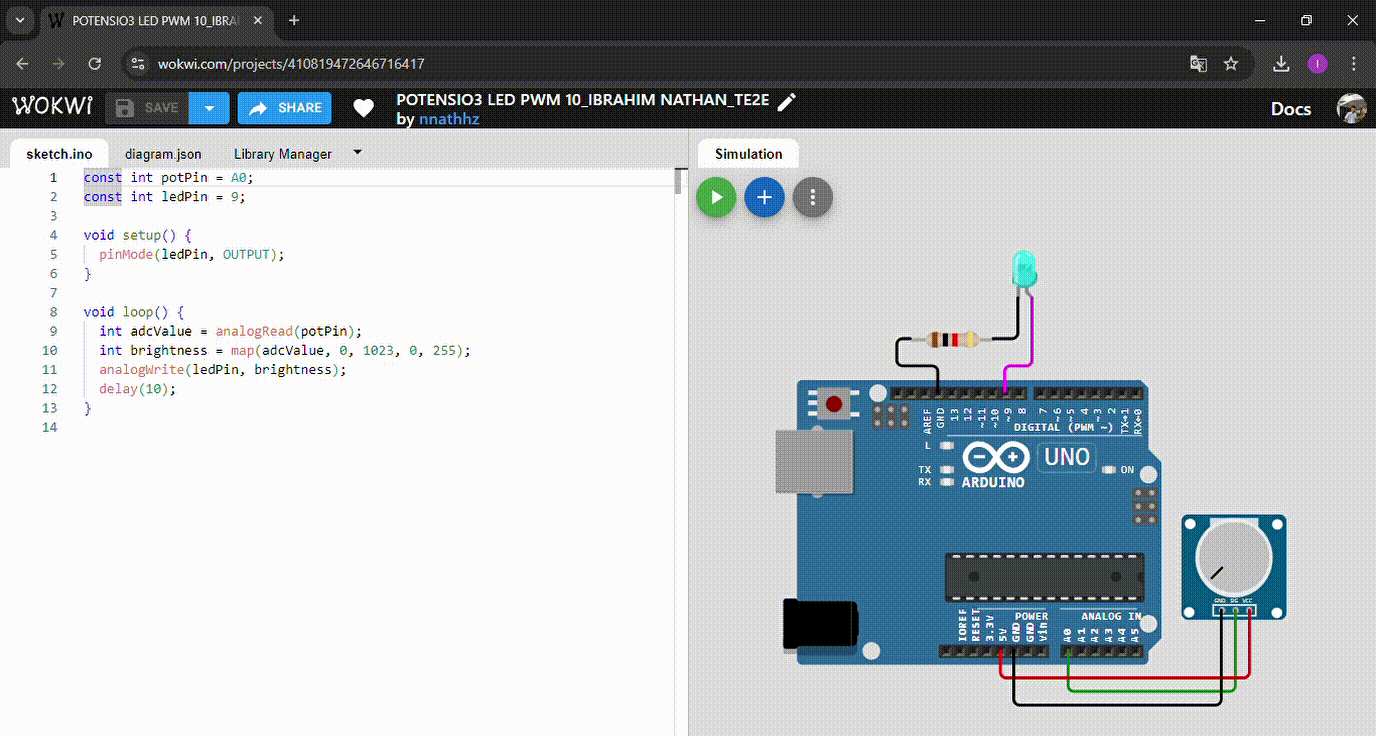 POTENSIO3 LED PWM 10_IBRA
wokwi.com/projects/410819472646716417
WOKWi
SAVE
SHARE
POTENSIO3 LED PWM 10_IBRAHIM NATHAN_TE2E
by nnathhz
Docs
sketch.ino
diagram.json
Library Manager
1 const int potPin = A0;
2 const int ledPin = 9;
3
4 void setup() {
5 pinMode(ledPin, OUTPUT);
6 }
7
8 void loop() {
9 int adcValue = analogRead(potPin);
10 int brightness = map(adcValue, 0, 1023, 0, 255);
11 analogWrite(ledPin, brightness);
12 delay(10);
13 }
14
Simulation
AREF
GND
13
12
~11
~10
~9
8
7
~6
~5
4
~3
2
TX→1
RX←0
DIGITAL (PWM ~)
L
TX
RX
ARDUINO
UNO
ON
POWER
ANALOG IN
IOREF
RESET
3.3V
5V
GND
GND
Vin
A0
A1
A2
A3
A4
A5
GND SIG VCC